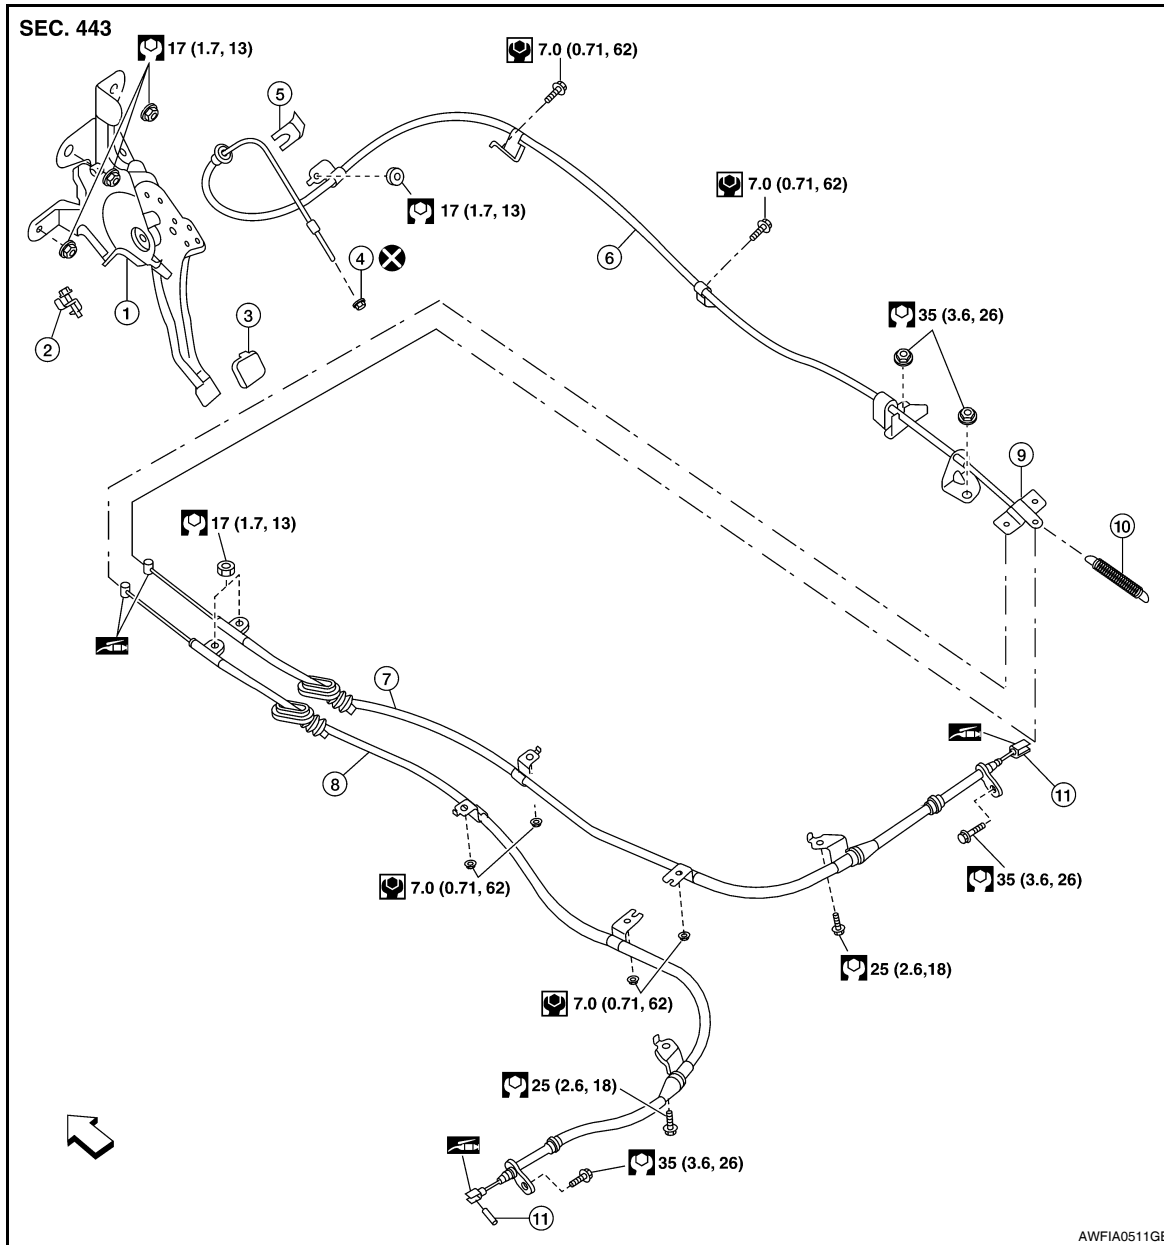 SEC. 443
17 (1.7, 13)
7.0 (0.71, 62)
5
7.0 (0.71, 62)
17 (1.7, 13)
6
4
1
2
3
35 (3.6, 26)
9
10
17 (1.7, 13)
7
8
11
35 (3.6, 26)
7.0 (0.71, 62)
25 (2.6,18)
7.0 (0.71, 62)
25 (2.6, 18)
35 (3.6, 26)
11